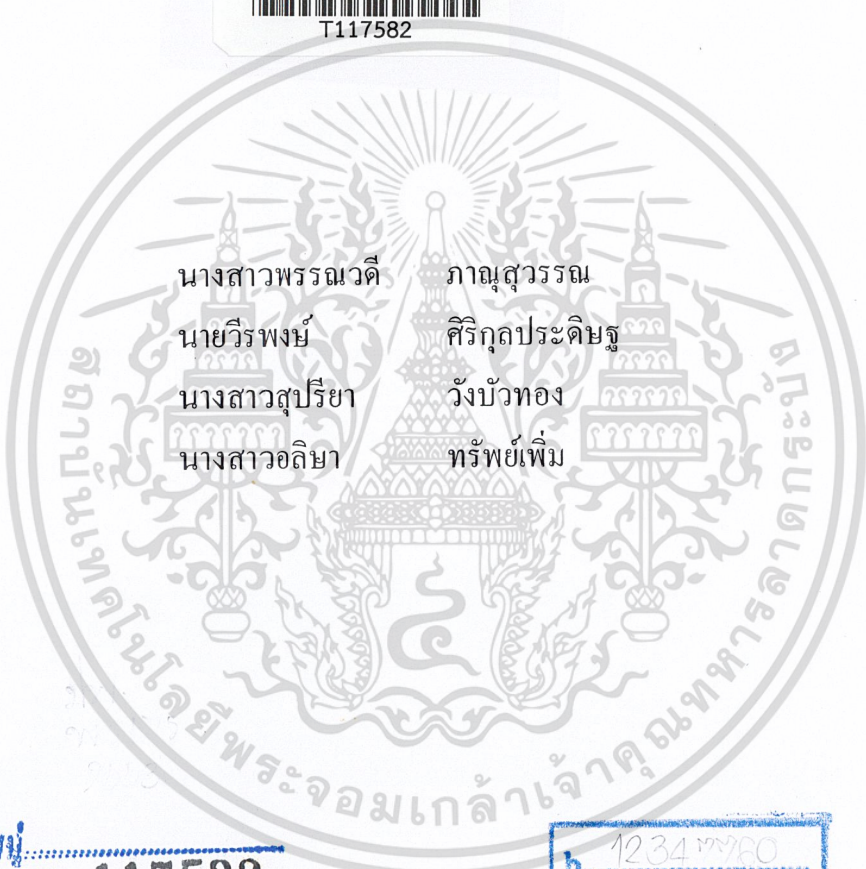 T117582
นางสาวพรรณวดี ภาณุสุวรรณ
นายวีรพงษ์ ศิริกุลประดิษฐ
นางสาวสุปรียา วังบัวทอง
นางสาวอลิษา ทรัพย์เพิ่ม
สถาบันเทคโนโลยีพระจอมเกล้าเจ้าคุณทหารลาดกระบัง
๔
117582
b